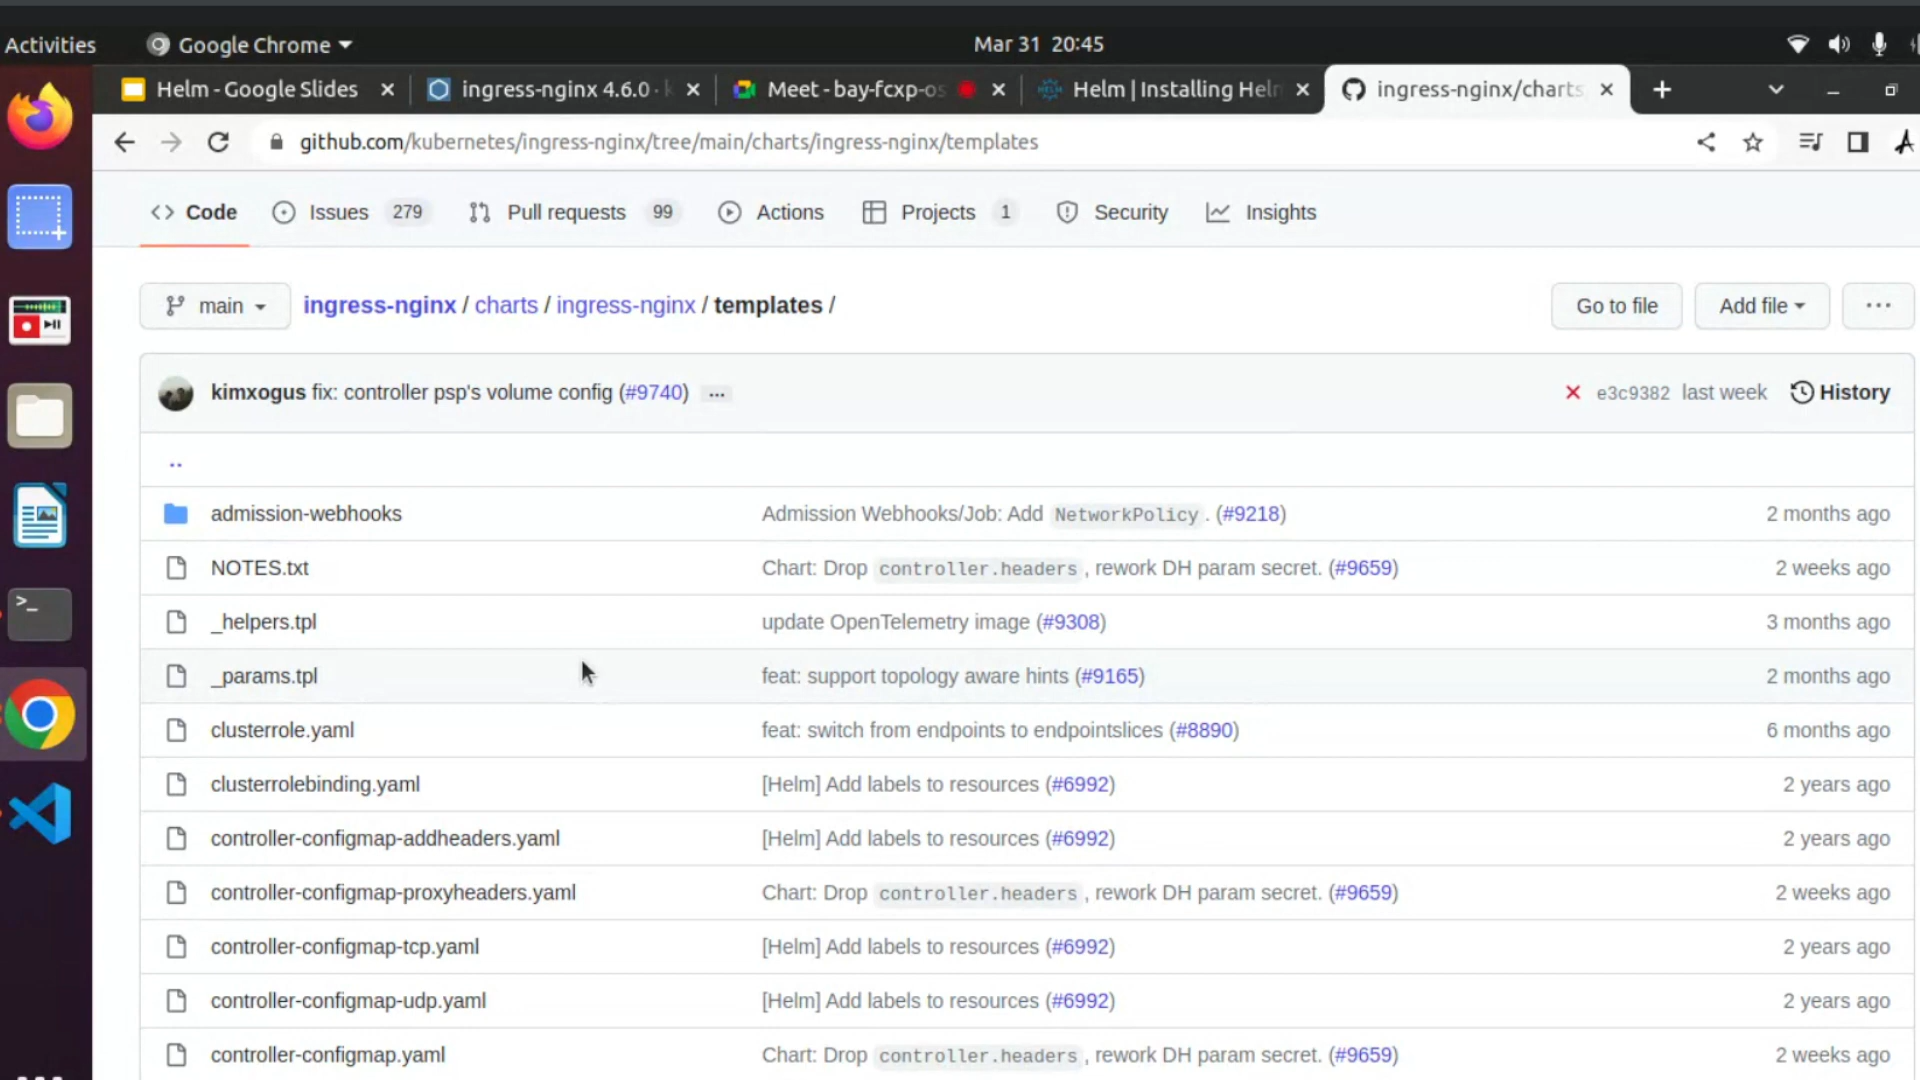 Activities Google Chrome Mar 31 20:45
Helm - Google Slides ingress-nginx 4.6.0 · Meet - bay-fcxp-os Helm | Installing Helm ingress-nginx/charts
github.com/kubernetes/ingress-nginx/tree/main/charts/ingress-nginx/templates
Code Issues 279 Pull requests 99 Actions Projects 1 Security Insights
main ingress-nginx / charts / ingress-nginx / templates / Go to file Add file ...
kimxogus fix: controller psp's volume config (#9740) ... e3c9382 last week History
..
admission-webhooks Admission Webhooks/Job: Add NetworkPolicy . (#9218) 2 months ago
NOTES.txt Chart: Drop controller.headers , rework DH param secret. (#9659) 2 weeks ago
_helpers.tpl update OpenTelemetry image (#9308) 3 months ago
_params.tpl feat: support topology aware hints (#9165) 2 months ago
clusterrole.yaml feat: switch from endpoints to endpointslices (#8890) 6 months ago
clusterrolebinding.yaml [Helm] Add labels to resources (#6992) 2 years ago
controller-configmap-addheaders.yaml [Helm] Add labels to resources (#6992) 2 years ago
controller-configmap-proxyheaders.yaml Chart: Drop controller.headers , rework DH param secret. (#9659) 2 weeks ago
controller-configmap-tcp.yaml [Helm] Add labels to resources (#6992) 2 years ago
controller-configmap-udp.yaml [Helm] Add labels to resources (#6992) 2 years ago
controller-configmap.yaml Chart: Drop controller.headers , rework DH param secret. (#9659) 2 weeks ago